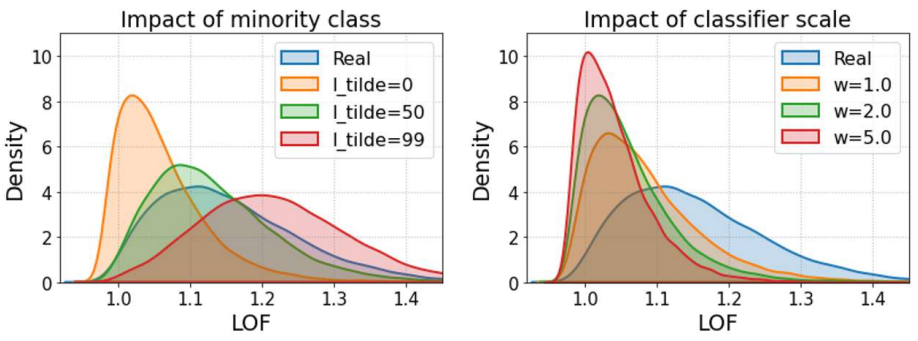 Impact of minority class
Density
10
8
6
4
2
0
Real
l_tilde=0
l_tilde=50
l_tilde=99
1.0 1.1 1.2 1.3 1.4
LOF
Impact of classifier scale
Density
10
8
6
4
2
0
Real
w=1.0
w=2.0
w=5.0
1.0 1.1 1.2 1.3 1.4
LOF